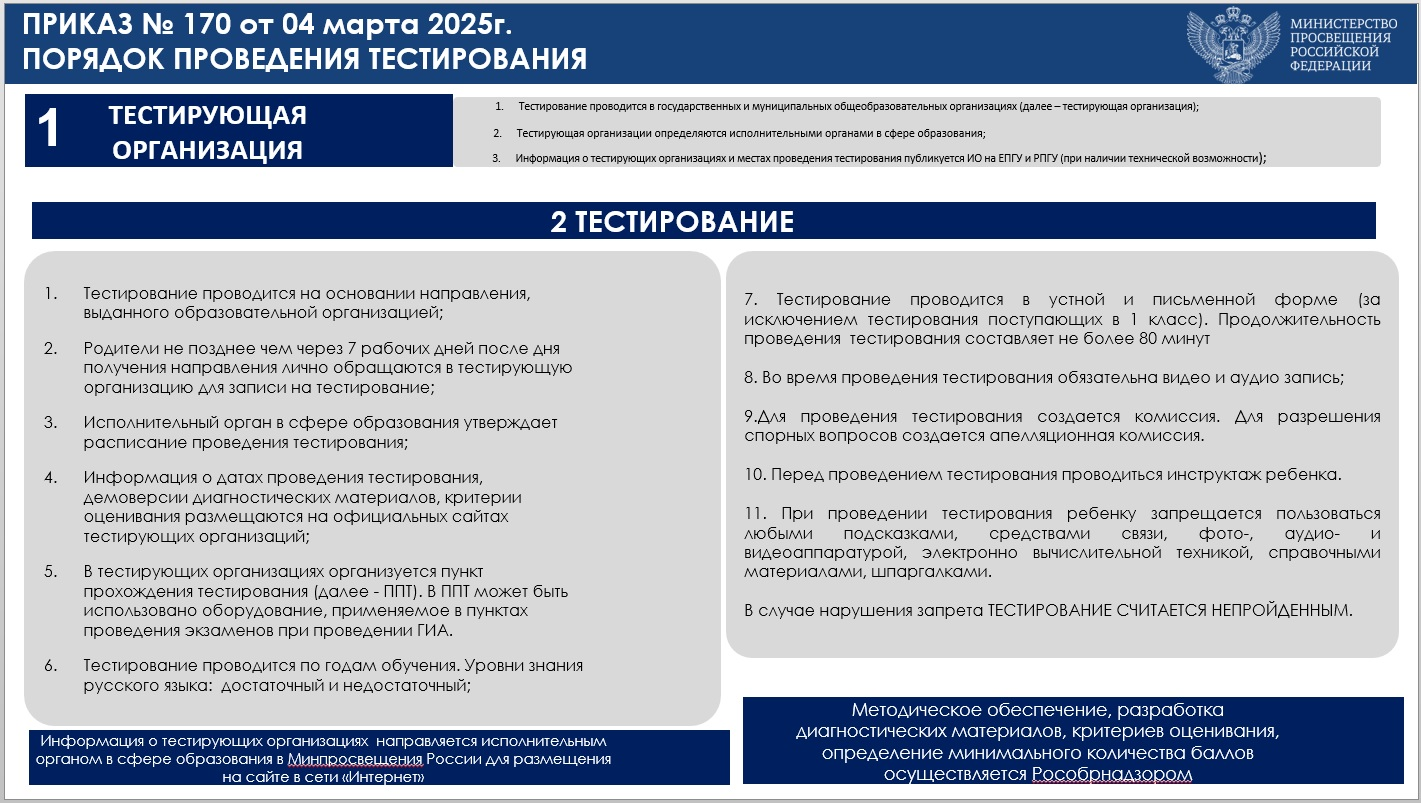 ПРИКАЗ № 170 от 04 марта 2025г.
ПОРЯДОК ПРОВЕДЕНИЯ ТЕСТИРОВАНИЯ
МИНИСТЕРСТВО
ПРОСВЕЩЕНИЯ
РОССИЙСКОЙ
ФЕДЕРАЦИИ
1
ТЕСТИРУЮЩАЯ
ОРГАНИЗАЦИЯ
1. Тестирование проводится в государственных и муниципальных общеобразовательных организациях (далее – тестирующая организация);
2. Тестирующая организации определяются исполнительными органами в сфере образования;
3. Информация о тестирующих организациях и местах проведения тестирования публикуется ИО на ЕПГУ и РПГУ (при наличии технической возможности);
2 ТЕСТИРОВАНИЕ
1. Тестирование проводится на основании направления,
выданного образовательной организацией;
2. Родители не позднее чем через 7 рабочих дней после дня
получения направления лично обращаются в тестирующую
организацию для записи на тестирование;
3. Исполнительный орган в сфере образования утверждает
расписание проведения тестирования;
4. Информация о датах проведения тестирования,
демоверсии диагностических материалов, критерии
оценивания размещаются на официальных сайтах
тестирующих организаций;
5. В тестирующих организациях организуется пункт
прохождения тестирования (далее - ППТ). В ППТ может быть
использовано оборудование, применяемое в пунктах
проведения экзаменов при проведении ГИА.
6. Тестирование проводится по годам обучения. Уровни знания
русского языка: достаточный и недостаточный;
7. Тестирование проводится в устной и письменной форме (за
исключением тестирования поступающих в 1 класс). Продолжительность
проведения тестирования составляет не более 80 минут
8. Во время проведения тестирования обязательна видео и аудио запись;
9.Для проведения тестирования создается комиссия. Для разрешения
спорных вопросов создается апелляционная комиссия.
10. Перед проведением тестирования проводиться инструктаж ребенка.
11. При проведении тестирования ребенку запрещается пользоваться
любыми подсказками, средствами связи, фото-, аудио- и
видеоаппаратурой, электронно вычислительной техникой, справочными
материалами, шпаргалками.
В случае нарушения запрета ТЕСТИРОВАНИЕ СЧИТАЕТСЯ НЕПРОЙДЕННЫМ.
Информация о тестирующих организациях направляется исполнительным
органом в сфере образования в Минпросвещения России для размещения
на сайте в сети «Интернет»
Методическое обеспечение, разработка
диагностических материалов, критериев оценивания,
определение минимального количества баллов
осуществляется Рособрнадзором